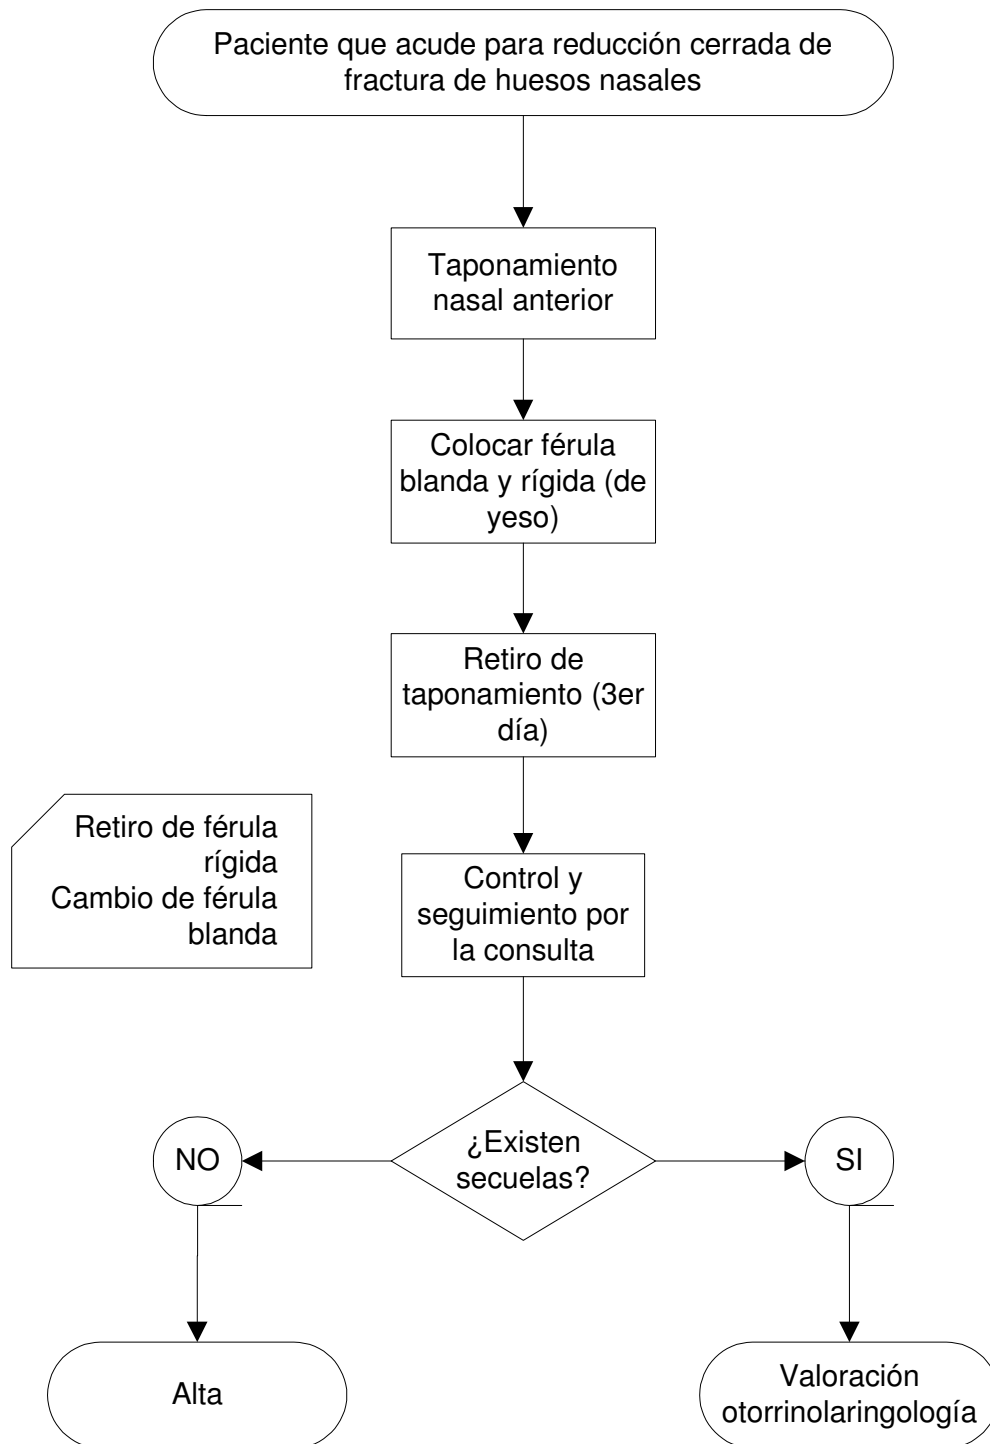 Paciente que acude para reducción cerrada de
fractura de huesos nasales
Taponamiento
nasal anterior
Colocar férula
blanda y rígida (de
yeso)
Retiro de
taponamiento (3er
día)
Retiro de férula
rígida
Cambio de férula
blanda
Control y
seguimiento por
la consulta
¿Existen
secuelas?
NO
SI
Alta
Valoración
otorrinolaringología